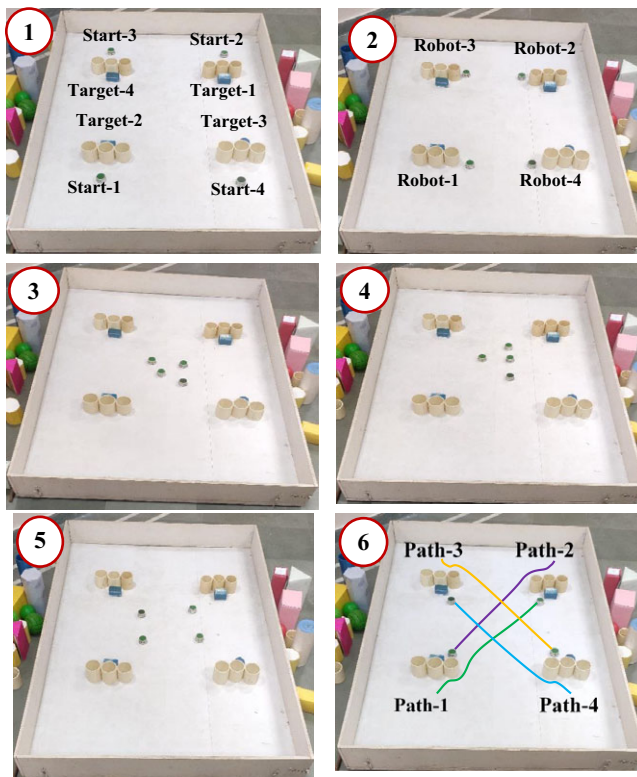 1
Start-3
Start-2
Target-4
Target-1
Target-2
Target-3
Start-1
Start-4
2
Robot-3
Robot-2
Robot-1
Robot-4
3
4
5
6
Path-3
Path-2
Path-1
Path-4